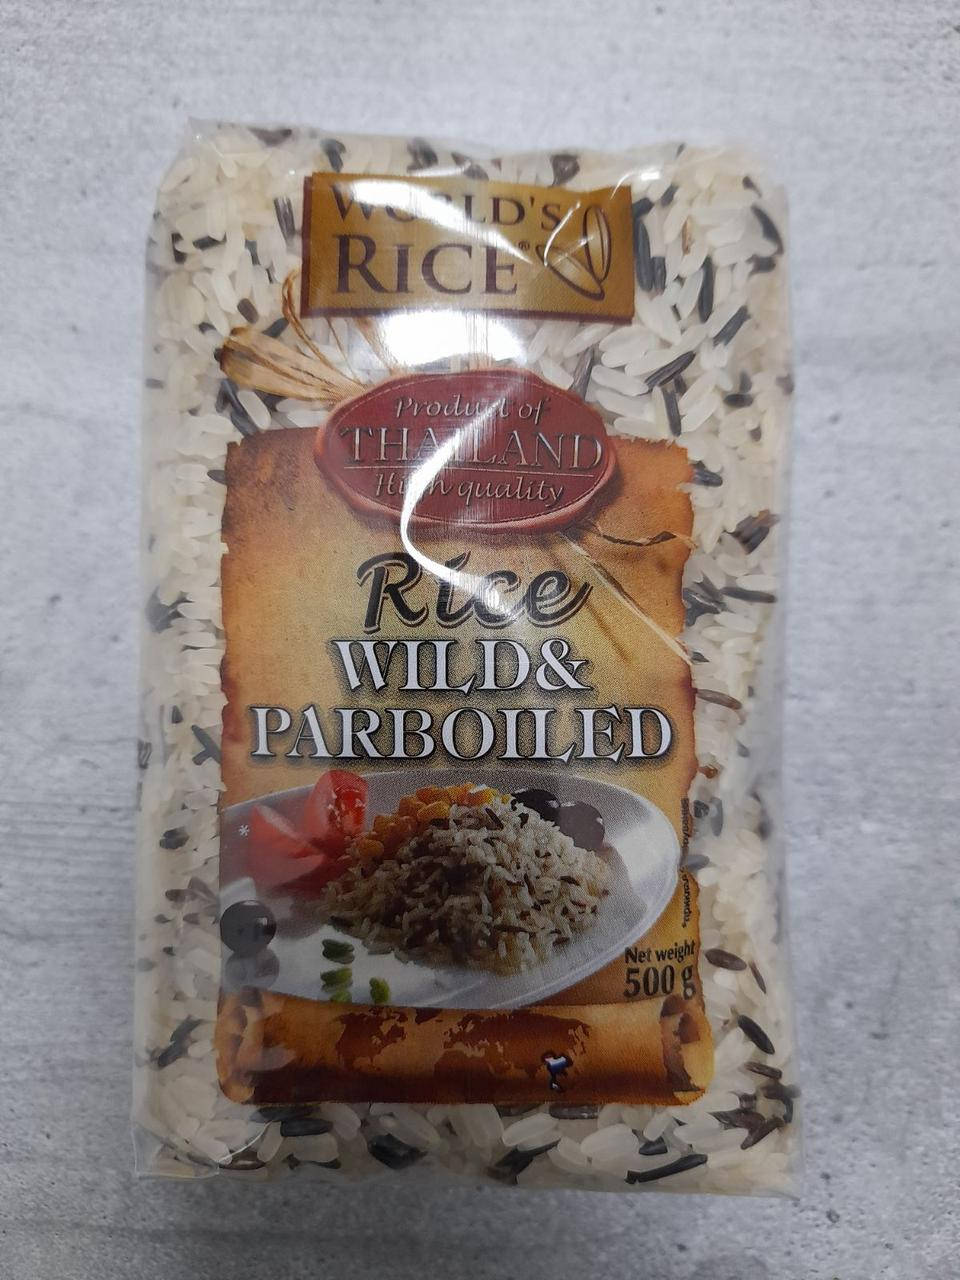 WORLD'S
RICE®
Product of
THAILAND
High quality
Rice
WILD&
PARBOILED
*
Net weight
500 g